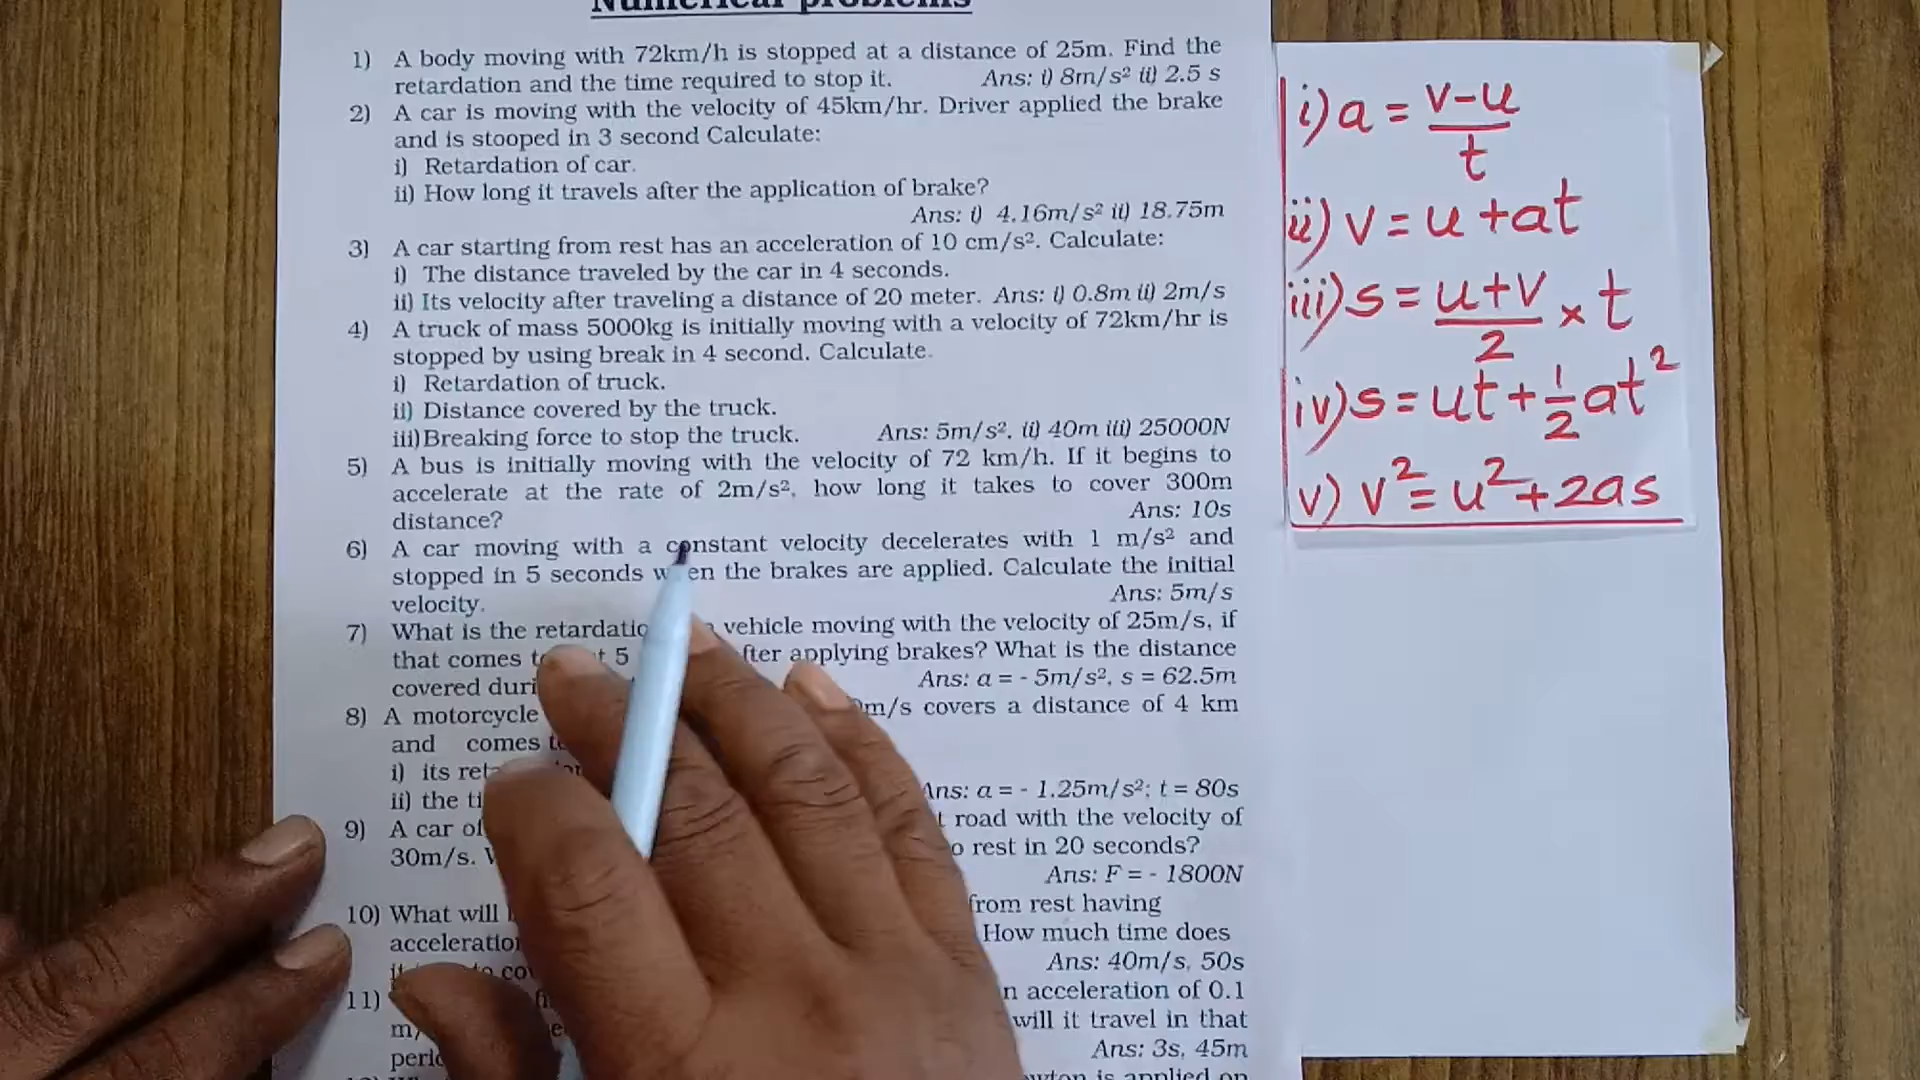 Numerical problems
1) A body moving with 72km/h is stopped at a distance of 25m. Find the
retardation and the time required to stop it. Ans: i) 8m/s² ii) 2.5 s
2) A car is moving with the velocity of 45km/hr. Driver applied the brake
and is stooped in 3 second Calculate:
i) Retardation of car.
ii) How long it travels after the application of brake?
Ans: i) 4.16m/s² ii) 18.75m
3) A car starting from rest has an acceleration of 10 cm/s². Calculate:
i) The distance traveled by the car in 4 seconds.
ii) Its velocity after traveling a distance of 20 meter. Ans: i) 0.8m ii) 2m/s
4) A truck of mass 5000kg is initially moving with a velocity of 72km/hr is
stopped by using break in 4 second. Calculate.
i) Retardation of truck.
ii) Distance covered by the truck.
iii)Breaking force to stop the truck. Ans: 5m/s². ii) 40m iii) 25000N
5) A bus is initially moving with the velocity of 72 km/h. If it begins to
accelerate at the rate of 2m/s², how long it takes to cover 300m
distance? Ans: 10s
6) A car moving with a constant velocity decelerates with 1 m/s² and
stopped in 5 seconds when the brakes are applied. Calculate the initial
velocity. Ans: 5m/s
7) What is the vehicle moving with the velocity of 25m/s, if
that comes 5 after applying brakes? What is the distance
covered Ans: a = - 5m/s², s = 62.5m
8) A motorcycle m/s covers a distance of 4 km
and comes
i) its
ii) the Ans: a = - 1.25m/s²; t = 80s
9) A car road with the velocity of
30m/s. rest in 20 seconds?
Ans: F = - 1800N
10) What will from rest having
How much time does
Ans: 40m/s, 50s
11) acceleration of 0.1
will it travel in that
Ans: 3s, 45m
is applied on
i) a = v-u / t
ii) v = u + at
iii) s = u+v / 2 × t
iv) s = ut + 1/2 at²
v) v² = u² + 2as